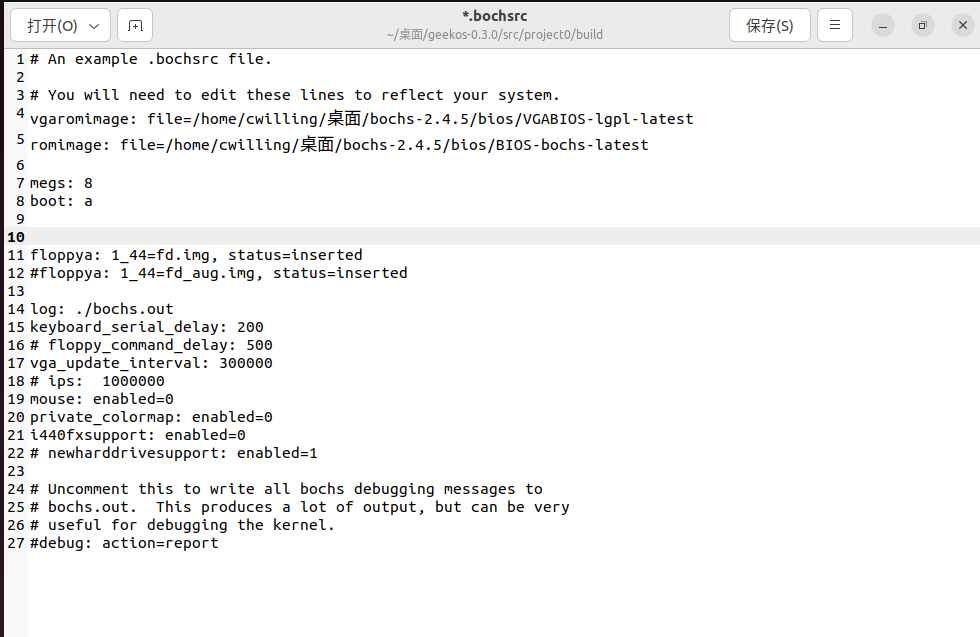 打开(O)
*.bochsrc
~/桌面/geekos-0.3.0/src/project0/build
保存(S)
1 # An example .bochsrc file.
2
3 # You will need to edit these lines to reflect your system.
4 vgaromimage: file=/home/cwilling/桌面/bochs-2.4.5/bios/VGABIOS-lgpl-latest
5 romimage: file=/home/cwilling/桌面/bochs-2.4.5/bios/BIOS-bochs-latest
6
7 megs: 8
8 boot: a
9
10
11 floppya: 1_44=fd.img, status=inserted
12 #floppya: 1_44=fd_aug.img, status=inserted
13
14 log: ./bochs.out
15 keyboard_serial_delay: 200
16 # floppy_command_delay: 500
17 vga_update_interval: 300000
18 # ips:  1000000
19 mouse: enabled=0
20 private_colormap: enabled=0
21 i440fxsupport: enabled=0
22 # newharddrivesupport: enabled=1
23
24 # Uncomment this to write all bochs debugging messages to
25 # bochs.out.  This produces a lot of output, but can be very
26 # useful for debugging the kernel.
27 #debug: action=report